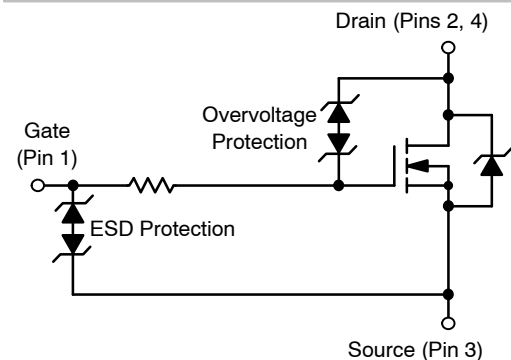 Drain (Pins 2, 4)
Overvoltage
Protection
Gate
(Pin 1)
ESD Protection
Source (Pin 3)